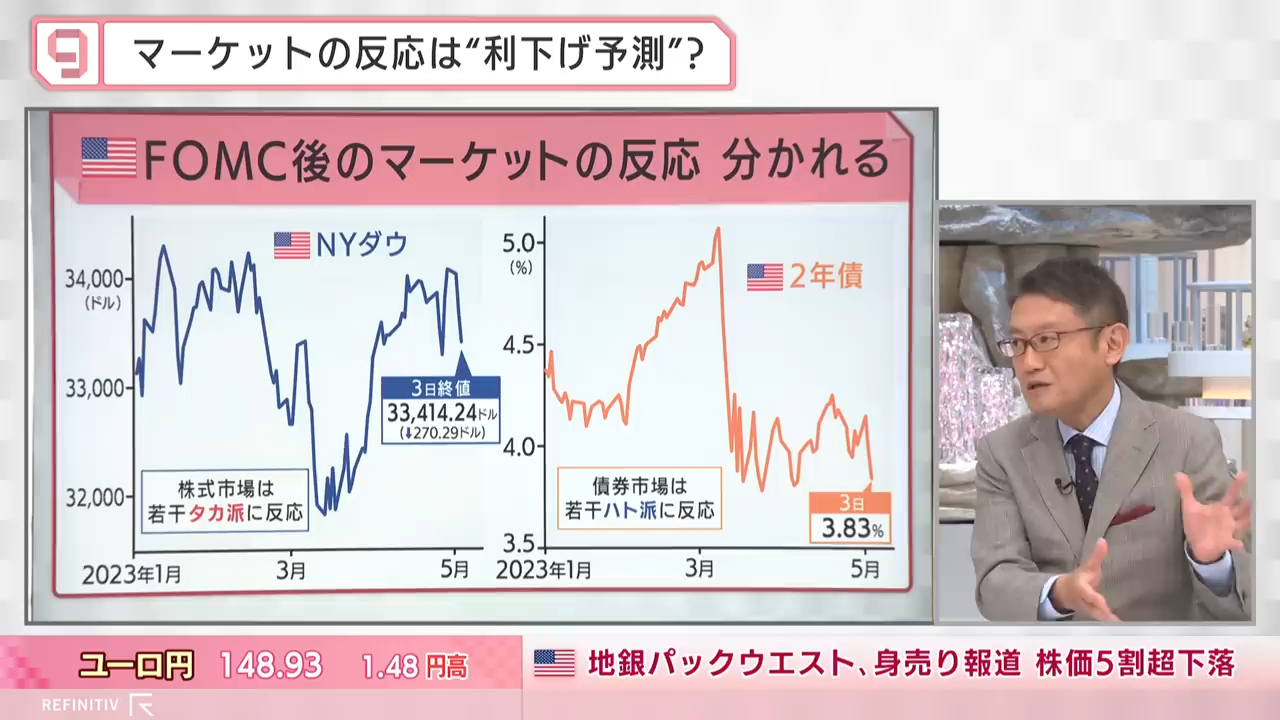 9
マーケットの反応は“利下げ予測”?
FOMC後のマーケットの反応 分かれる
NYダウ
34,000
(ドル)
33,000
32,000
3日終値
33,414.24ドル
(↓270.29ドル)
株式市場は
若干タカ派に反応
2023年1月
3月
5月
2年債
5.0
(%)
4.5
4.0
3.5
債券市場は
若干ハト派に反応
3日
3.83%
2023年1月
3月
5月
ユーロ円 148.93 1.48 円高
地銀パックウエスト、身売り報道 株価5割超下落
REFINITIV